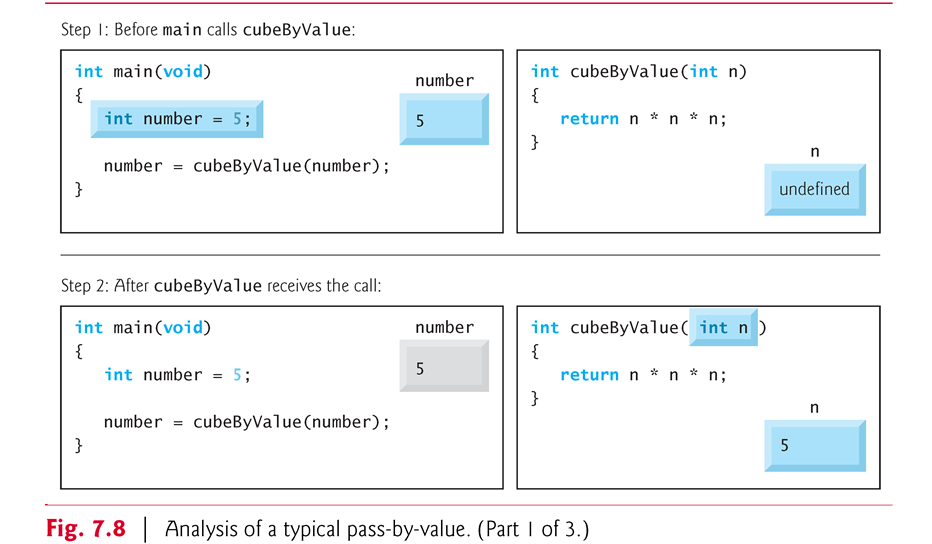 Step 1: Before main calls cubeByValue:
int main(void)
{
int number = 5;
number = cubeByValue(number);
}
number
5
int cubeByValue(int n)
{
return n * n * n;
}
n
undefined
Step 2: After cubeByValue receives the call:
int main(void)
{
int number = 5;
number = cubeByValue(number);
}
number
5
int cubeByValue( int n )
{
return n * n * n;
}
n
5
Fig. 7.8 | Analysis of a typical pass-by-value. (Part 1 of 3.)